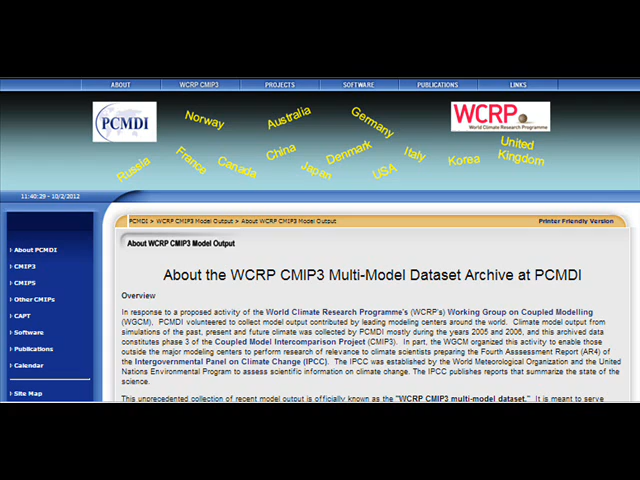 ABOUT WCRP CMIP3 PROJECTS SOFTWARE PUBLICATIONS LINKS
PCMDI
Norway
Australia
Germany
WCRP
World Climate Research Programme
Russia
France
Canada
China
Japan
Denmark
USA
Italy
Korea
United
Kingdom
11:40:29 - 10/2/2012
PCMDI > WCRP CMIP3 Model Output > About WCRP CMIP3 Model Output
Printer Friendly Version
About WCRP CMIP3 Model Output
About PCMDI
CMIP3
CMIP5
Other CMIPs
CAPT
Software
Publications
Calendar
Site Map
About the WCRP CMIP3 Multi-Model Dataset Archive at PCMDI
Overview
In response to a proposed activity of the World Climate Research Programme's (WCRP's) Working Group on Coupled Modelling
(WGCM), PCMDI volunteered to collect model output contributed by leading modeling centers around the world. Climate model output from
simulations of the past, present and future climate was collected by PCMDI mostly during the years 2005 and 2006, and this archived data
constitutes phase 3 of the Coupled Model Intercomparison Project (CMIP3). In part, the WGCM organized this activity to enable those
outside the major modeling centers to perform research of relevance to climate scientists preparing the Fourth Asssessment Report (AR4) of
the Intergovernmental Panel on Climate Change (IPCC). The IPCC was established by the World Meteorological Organization and the United
Nations Environmental Program to assess scientific information on climate change. The IPCC publishes reports that summarize the state of the
science.
This unprecedented collection of recent model output is officially known as the "WCRP CMIP3 multi-model dataset." It is meant to serve